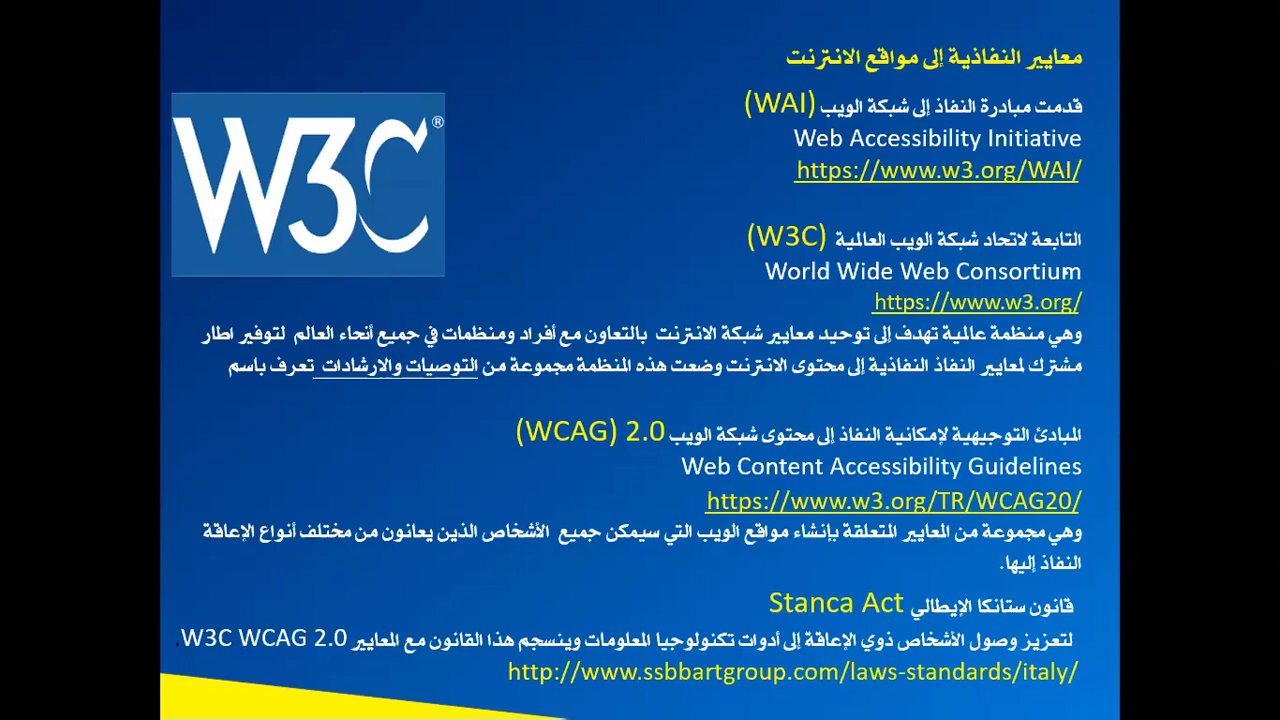 معايير النفاذية إلى مواقع الانترنت
قدمت مبادرة النفاذ إلى شبكة الويب (WAI)
Web Accessibility Initiative
https://www.w3.org/WAI/
W3C®
التابعة لاتحاد شبكة الويب العالمية (W3C)
World Wide Web Consortium
https://www.w3.org/
وهي منظمة عالمية تهدف إلى توحيد معايير شبكة الانترنت بالتعاون مع أفراد ومنظمات في جميع أنحاء العالم لتوفير اطار
مشترك لمعايير النفاذ النفاذية إلى محتوى الانترنت وضعت هذه المنظمة مجموعة من التوصيات والارشادات تعرف باسم
المبادئ التوجيهية لإمكانية النفاذ إلى محتوى شبكة الويب 2.0 (WCAG)
Web Content Accessibility Guidelines
https://www.w3.org/TR/WCAG20/
وهي مجموعة من المعايير المتعلقة بإنشاء مواقع الويب التي سيمكن جميع الأشخاص الذين يعانون من مختلف أنواع الإعاقة
النفاذ إليها.
قانون ستانكا الإيطالي Stanca Act
لتعزيز وصول الأشخاص ذوي الإعاقة إلى أدوات تكنولوجيا المعلومات وينسجم هذا القانون مع المعايير W3C WCAG 2.0.
http://www.ssbbartgroup.com/laws-standards/italy/